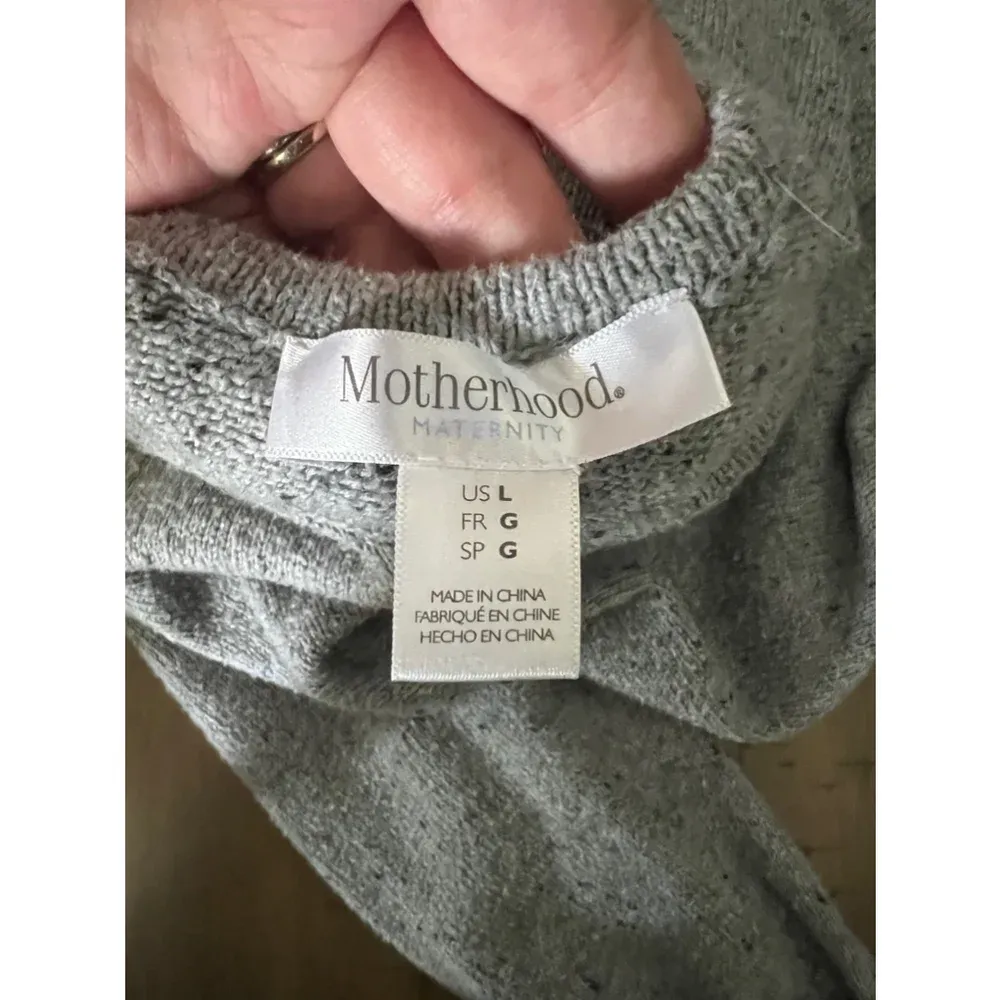 Motherhood®
MATERNITY
US L
FR G
SP G
MADE IN CHINA
FABRIQUÉ EN CHINE
HECHO EN CHINA